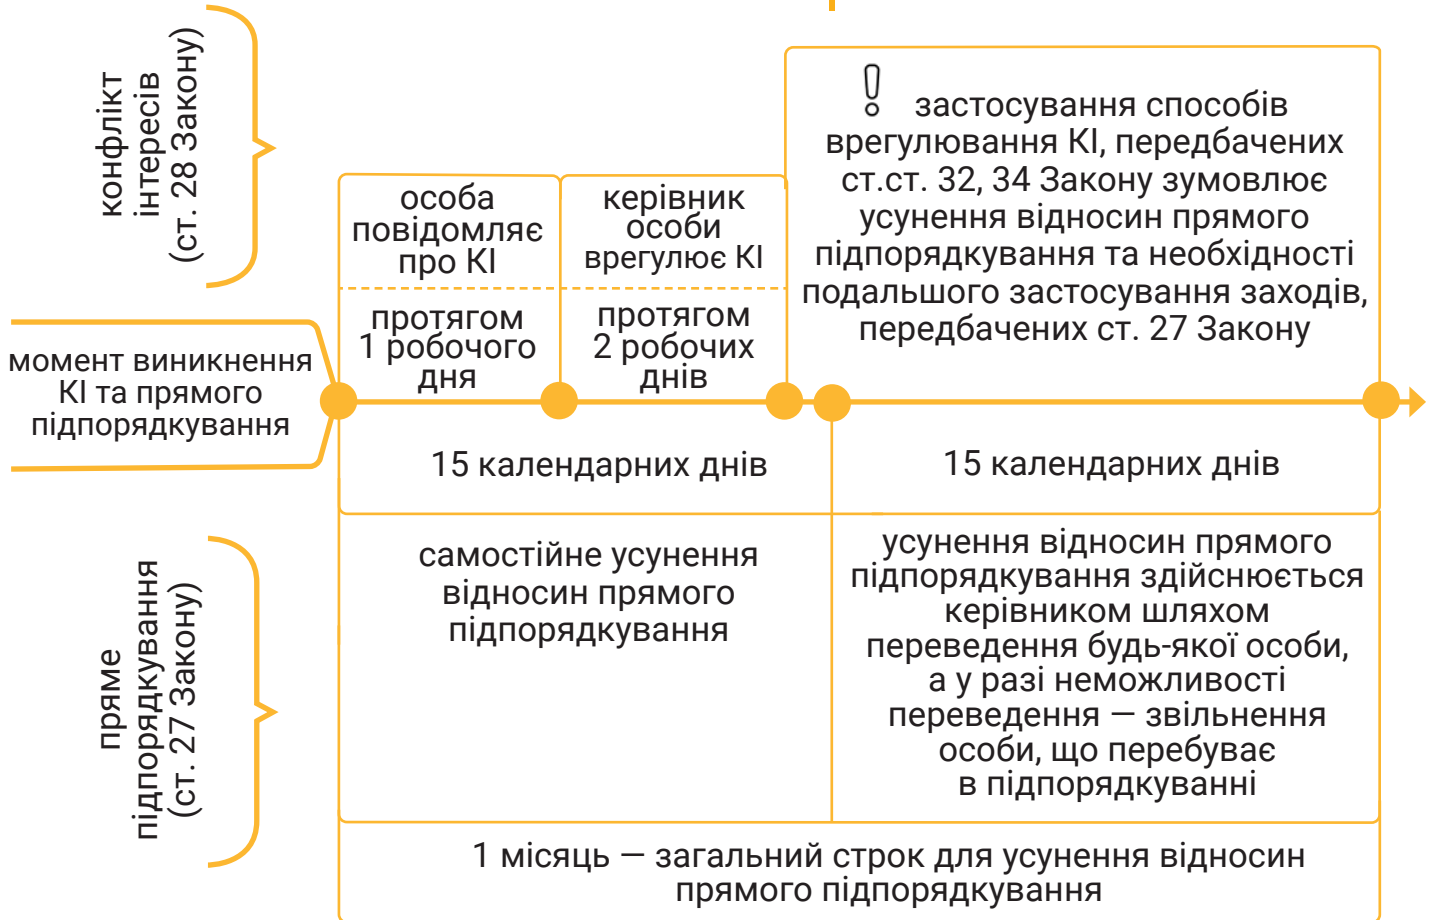 конфлікт
інтересів
(ст. 28 Закону)
особа
повідомляє
про КІ
керівник
особи
врегулює КІ
застосування способів
врегулювання КІ, передбачених
ст.ст. 32, 34 Закону зумовлює
усунення відносин прямого
підпорядкування та необхідності
подальшого застосування заходів,
передбачених ст. 27 Закону
протягом
1 робочого
дня
протягом
2 робочих
днів
момент виникнення
КІ та прямого
підпорядкування
15 календарних днів
15 календарних днів
пряме
підпорядкування
(ст. 27 Закону)
самостійне усунення
відносин прямого
підпорядкування
усунення відносин прямого
підпорядкування здійснюється
керівником шляхом
переведення будь-якої особи,
а у разі неможливості
переведення — звільнення
особи, що перебуває
в підпорядкуванні
1 місяць — загальний строк для усунення відносин
прямого підпорядкування